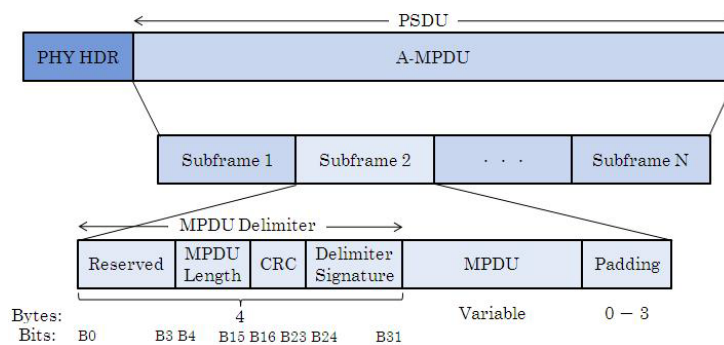 PSDU
PHY HDR A-MPDU
Subframe 1 Subframe 2 . . . Subframe N
MPDU Delimiter
Reserved MPDU Length CRC Delimiter Signature MPDU Padding
Bytes: 4 Variable 0 – 3
Bits: B0 B3 B4 B15 B16 B23 B24 B31